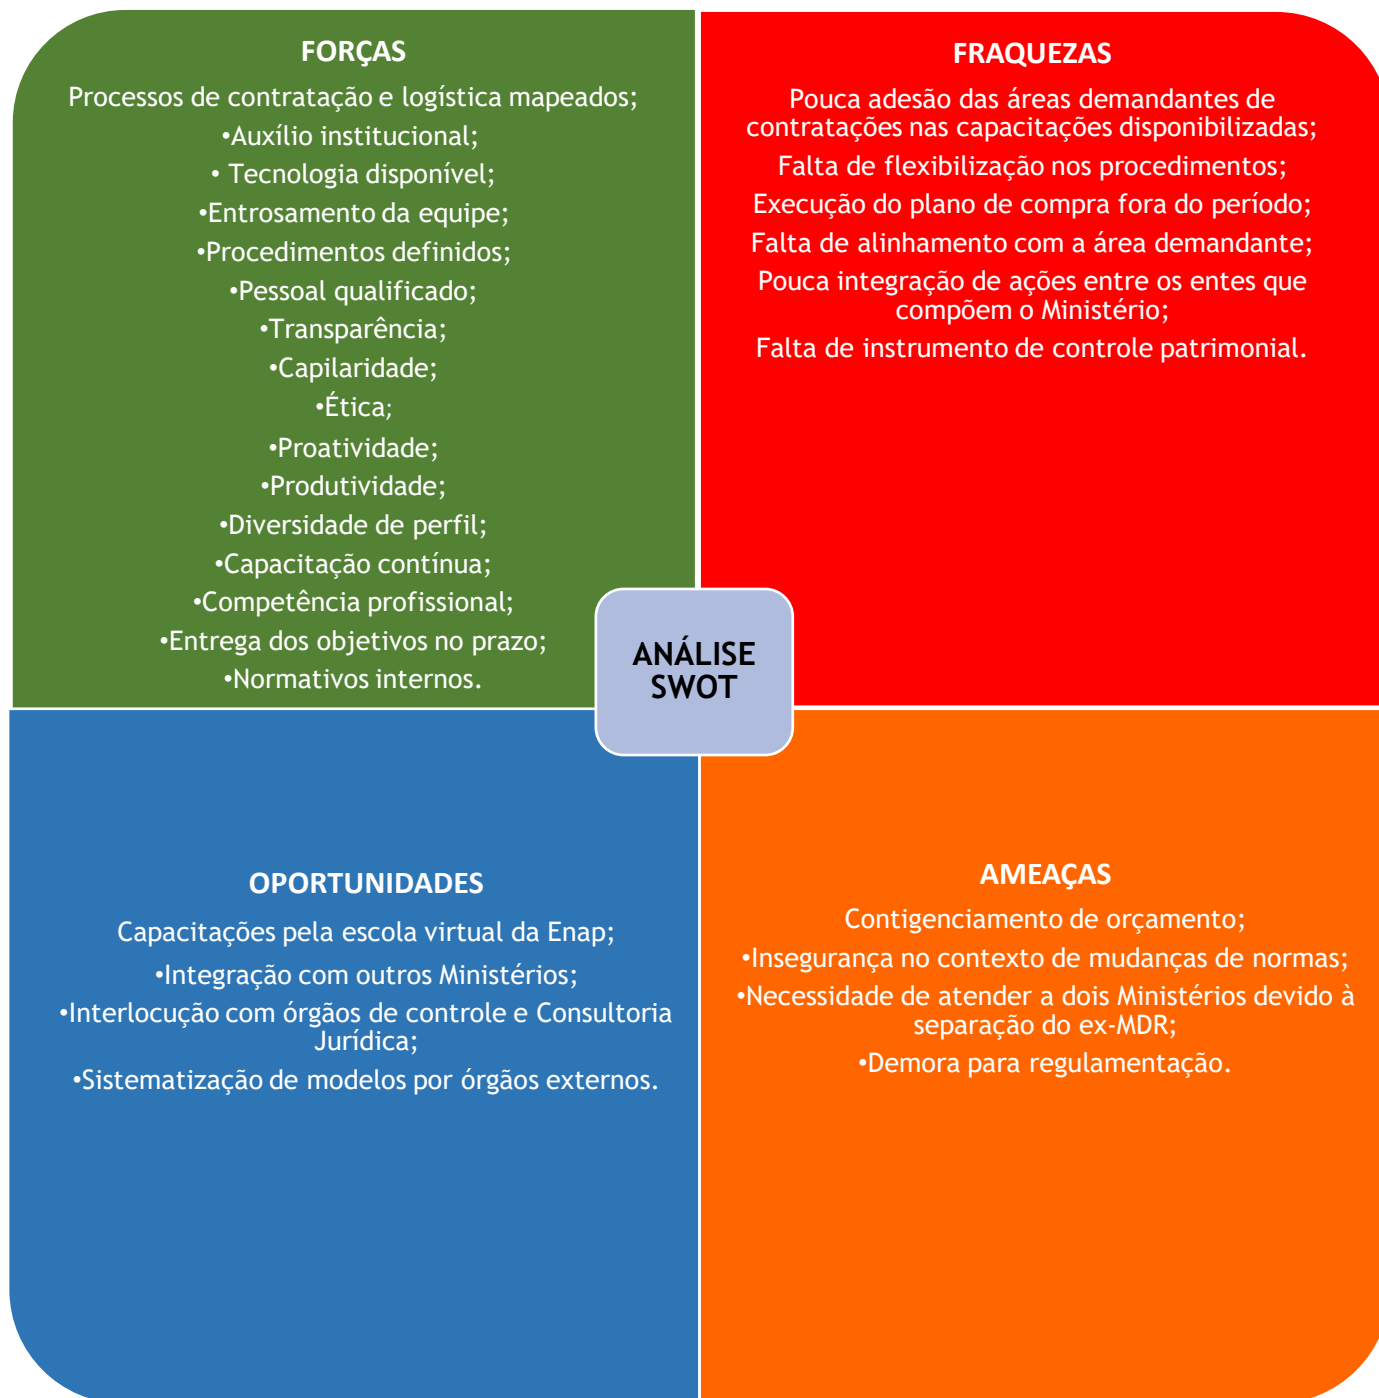 FORÇAS
Processos de contratação e logística mapeados;
•Auxílio institucional;
• Tecnologia disponível;
•Entrosamento da equipe;
•Procedimentos definidos;
•Pessoal qualificado;
•Transparência;
•Capilaridade;
•Ética;
•Proatividade;
•Produtividade;
•Diversidade de perfil;
•Capacitação contínua;
•Competência profissional;
•Entrega dos objetivos no prazo;
•Normativos internos.
FRAQUEZAS
Pouca adesão das áreas demandantes de
contratações nas capacitações disponibilizadas;
Falta de flexibilização nos procedimentos;
Execução do plano de compra fora do período;
Falta de alinhamento com a área demandante;
Pouca integração de ações entre os entes que
compõem o Ministério;
Falta de instrumento de controle patrimonial.
ANÁLISE
SWOT
OPORTUNIDADES
Capacitações pela escola virtual da Enap;
•Integração com outros Ministérios;
•Interlocução com órgãos de controle e Consultoria
Jurídica;
•Sistematização de modelos por órgãos externos.
AMEAÇAS
Contigenciamento de orçamento;
•Insegurança no contexto de mudanças de normas;
•Necessidade de atender a dois Ministérios devido à
separação do ex-MDR;
•Demora para regulamentação.